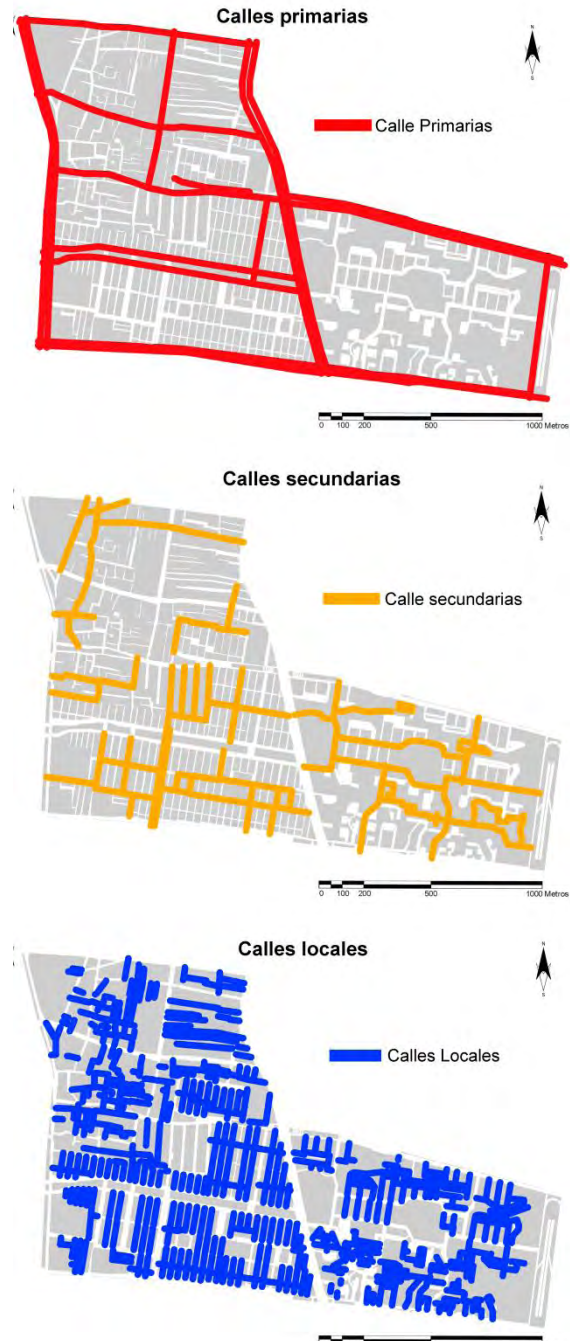 Calles primarias
N
S
Calle Primarias
0 100 200 500 1000 Metros
Calles secundarias
N
S
Calle secundarias
0 100 200 500 1000 Metros
Calles locales
N
S
Calles Locales